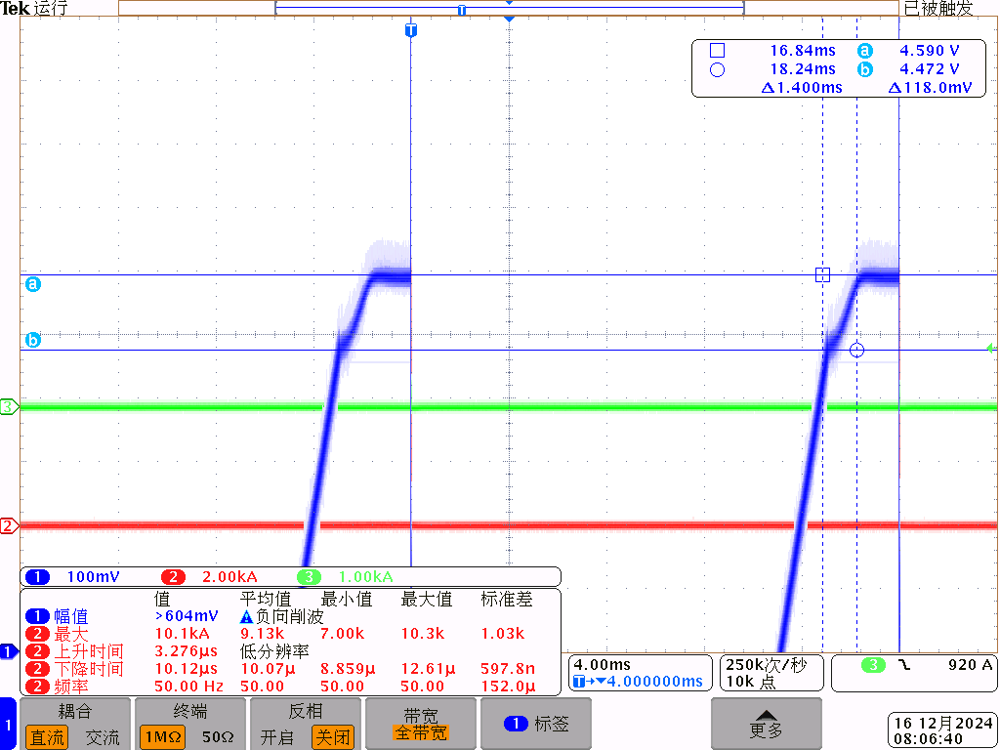 Tek 运行 已被触发
T
T
16.84ms a 4.590 V
18.24ms b 4.472 V
Δ1.400ms Δ118.0mV
a
b
3
2
1
1 100mV 2 2.00kA 3 1.00kA
值 平均值 最小值 最大值 标准差
1 幅值 >604mV 负向削波
2 最大 10.1kA 9.13k 7.00k 10.3k 1.03k
2 上升时间 3.276µs 低分辨率
2 下降时间 10.12µs 10.07µ 8.859µ 12.61µ 597.8n
2 频率 50.00 Hz 50.00 50.00 50.00 152.0µ
4.00ms
T→▼4.000000ms
250k次/秒
10k 点
3 920 A
1
耦合
直流 交流
终端
1MΩ 50Ω
反相
开启 关闭
带宽
全带宽
1 标签
更多
16 12月2024
08:06:40